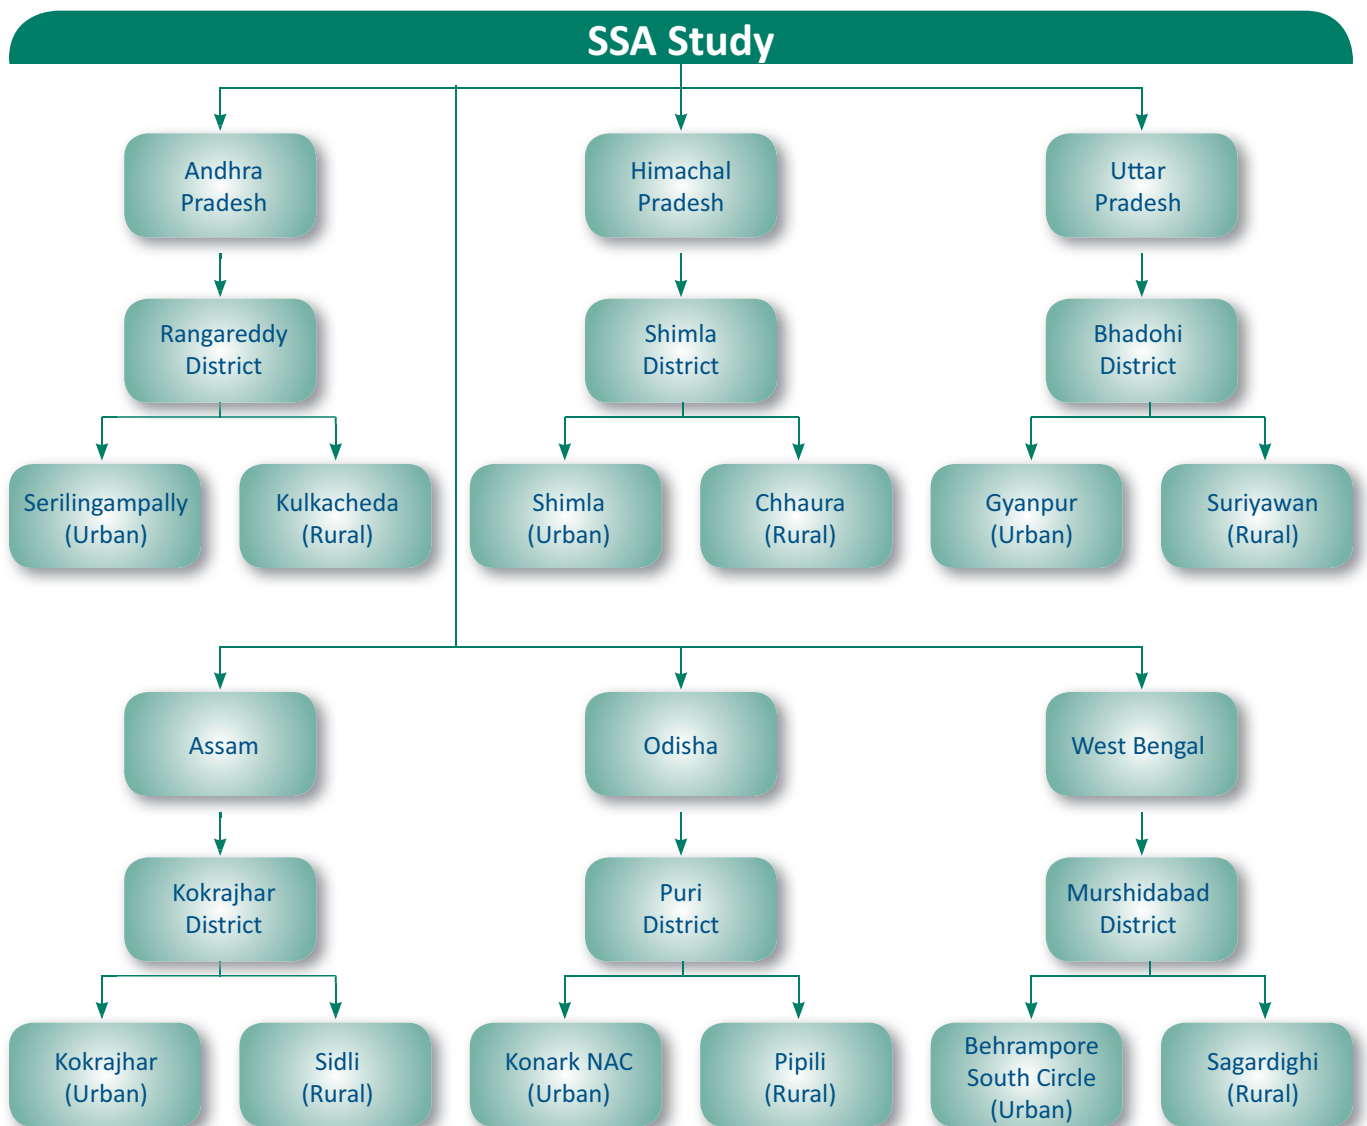 SSA Study
Andhra
Pradesh
Himachal
Pradesh
Uttar
Pradesh
Rangareddy
District
Shimla
District
Bhadohi
District
Serilingampally
(Urban)
Kulkacheda
(Rural)
Shimla
(Urban)
Chhaura
(Rural)
Gyanpur
(Urban)
Suriyawan
(Rural)
Assam
Odisha
West Bengal
Kokrajhar
District
Puri
District
Murshidabad
District
Kokrajhar
(Urban)
Sidli
(Rural)
Konark NAC
(Urban)
Pipili
(Rural)
Behrampore
South Circle
(Urban)
Sagardighi
(Rural)